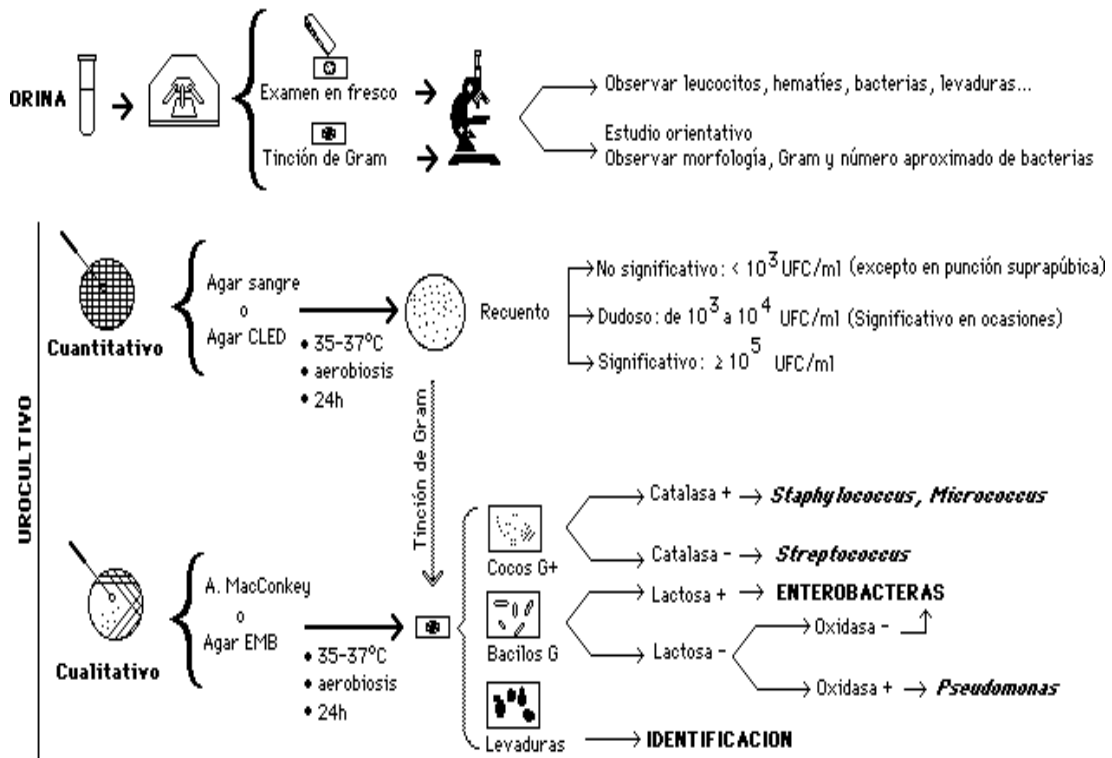 ORINA
Examen en fresco
Tinción de Gram
Observar leucocitos, hematíes, bacterias, levaduras...
Estudio orientativo
Observar morfología, Gram y número aproximado de bacterias
UROCULTIVO
Cuantitativo
Agar sangre
o
Agar CLED
• 35-37ºC
• aerobiosis
• 24h
Recuento
No significativo: < 10³ UFC/ml (excepto en punción suprapúbica)
Dudoso: de 10³ a 10⁴ UFC/ml (Significativo en ocasiones)
Significativo: ≥ 10⁵ UFC/ml
Tinción de Gram
Cualitativo
A. MacConkey
o
Agar EMB
• 35-37ºC
• aerobiosis
• 24h
Cocos G+
Catalasa +
Staphylococcus, Micrococcus
Catalasa -
Streptococcus
Bacilos G
Lactosa +
ENTEROBACTERAS
Lactosa -
Oxidasa -
Oxidasa +
Pseudomonas
Levaduras
IDENTIFICACION